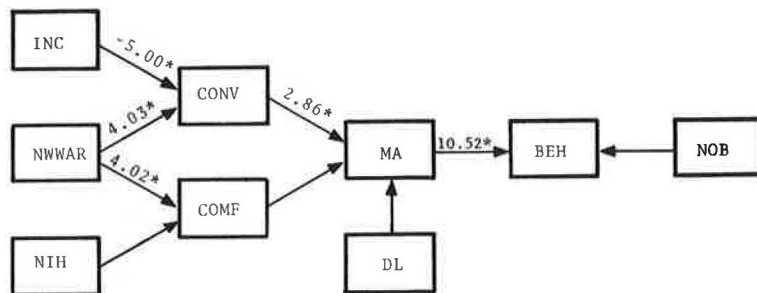 INC
-5.00*
CONV
2.86*
NWWAR
4.03*
4.02*
MA
10.52*
BEH
NOB
COMF
NIH
DL